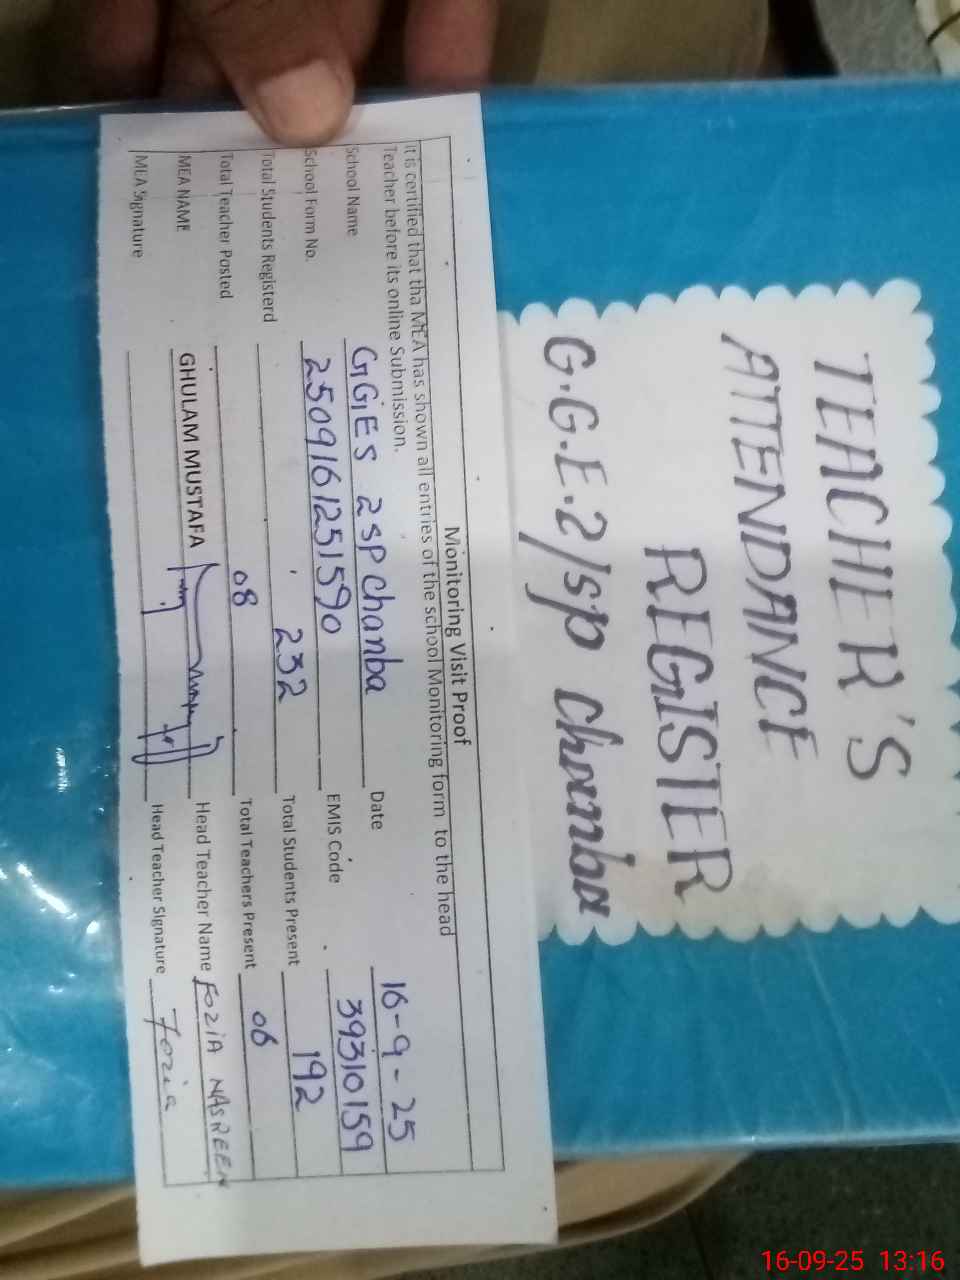 TEACHER'S
ATTENDANCE
REGISTER
G.G.E.2/sp chamba
Monitoring Visit Proof
It is certified that tha MEA has shown all entries of the school Monitoring form to the head
Teacher before its online Submission.
School Name GGES 2SP Chamba Date 16-9-25
School Form No. 2509161251590 EMIS Code 39310159
Total Students Registerd 232 Total Students Present 192
Total Teacher Posted 08 Total Teachers Present 06
MEA NAME GHULAM MUSTAFA Head Teacher Name FOZIA NASREEN
MEA Signature Head Teacher Signature Fozia
16-09-25 13:16